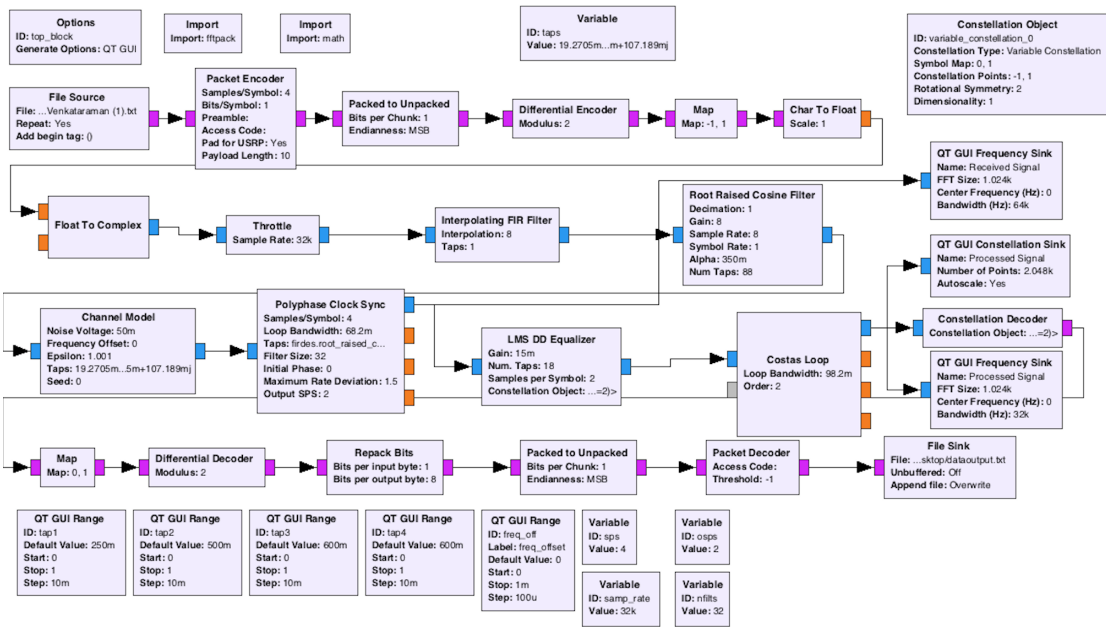 Options
ID: top_block
Generate Options: QT GUI
Import
Import: fftpack
Import
Import: math
Variable
ID: taps
Value: 19.2705m...m+107.189mj
Constellation Object
ID: variable_constellation_0
Constellation Type: Variable Constellation
Symbol Map: 0, 1
Constellation Points: -1, 1
Rotational Symmetry: 2
Dimensionality: 1
File Source
File: ...Venkataraman (1).txt
Repeat: Yes
Add begin tag: ()
Packet Encoder
Samples/Symbol: 4
Bits/Symbol: 1
Preamble:
Access Code:
Pad for USRP: Yes
Payload Length: 10
Packed to Unpacked
Bits per Chunk: 1
Endianness: MSB
Differential Encoder
Modulus: 2
Map
Map: -1, 1
Char To Float
Scale: 1
QT GUI Frequency Sink
Name: Received Signal
FFT Size: 1.024k
Center Frequency (Hz): 0
Bandwidth (Hz): 64k
Float To Complex
Throttle
Sample Rate: 32k
Interpolating FIR Filter
Interpolation: 8
Taps: 1
Root Raised Cosine Filter
Decimation: 1
Gain: 8
Sample Rate: 8
Symbol Rate: 1
Alpha: 350m
Num Taps: 88
QT GUI Constellation Sink
Name: Processed Signal
Number of Points: 2.048k
Autoscale: Yes
Channel Model
Noise Voltage: 50m
Frequency Offset: 0
Epsilon: 1.001
Taps: 19.2705m...5m+107.189mj
Seed: 0
Polyphase Clock Sync
Samples/Symbol: 4
Loop Bandwidth: 68.2m
Taps: firdes.root_raised_c...
Filter Size: 32
Initial Phase: 0
Maximum Rate Deviation: 1.5
Output SPS: 2
LMS DD Equalizer
Gain: 15m
Num. Taps: 18
Samples per Symbol: 2
Constellation Object: ...=2)>
Costas Loop
Loop Bandwidth: 98.2m
Order: 2
Constellation Decoder
Constellation Object: ...=2)>
QT GUI Frequency Sink
Name: Processed Signal
FFT Size: 1.024k
Center Frequency (Hz): 0
Bandwidth (Hz): 32k
Map
Map: 0, 1
Differential Decoder
Modulus: 2
Repack Bits
Bits per input byte: 1
Bits per output byte: 8
Packed to Unpacked
Bits per Chunk: 1
Endianness: MSB
Packet Decoder
Access Code:
Threshold: -1
File Sink
File: ...sktop/dataoutput.txt
Unbuffered: Off
Append file: Overwrite
QT GUI Range
ID: tap1
Default Value: 250m
Start: 0
Stop: 1
Step: 10m
QT GUI Range
ID: tap2
Default Value: 500m
Start: 0
Stop: 1
Step: 10m
QT GUI Range
ID: tap3
Default Value: 600m
Start: 0
Stop: 1
Step: 10m
QT GUI Range
ID: tap4
Default Value: 600m
Start: 0
Stop: 1
Step: 10m
QT GUI Range
ID: freq_off
Label: freq_offset
Default Value: 0
Start: 0
Stop: 1m
Step: 100u
Variable
ID: sps
Value: 4
Variable
ID: osps
Value: 2
Variable
ID: samp_rate
Value: 32k
Variable
ID: nfilts
Value: 32